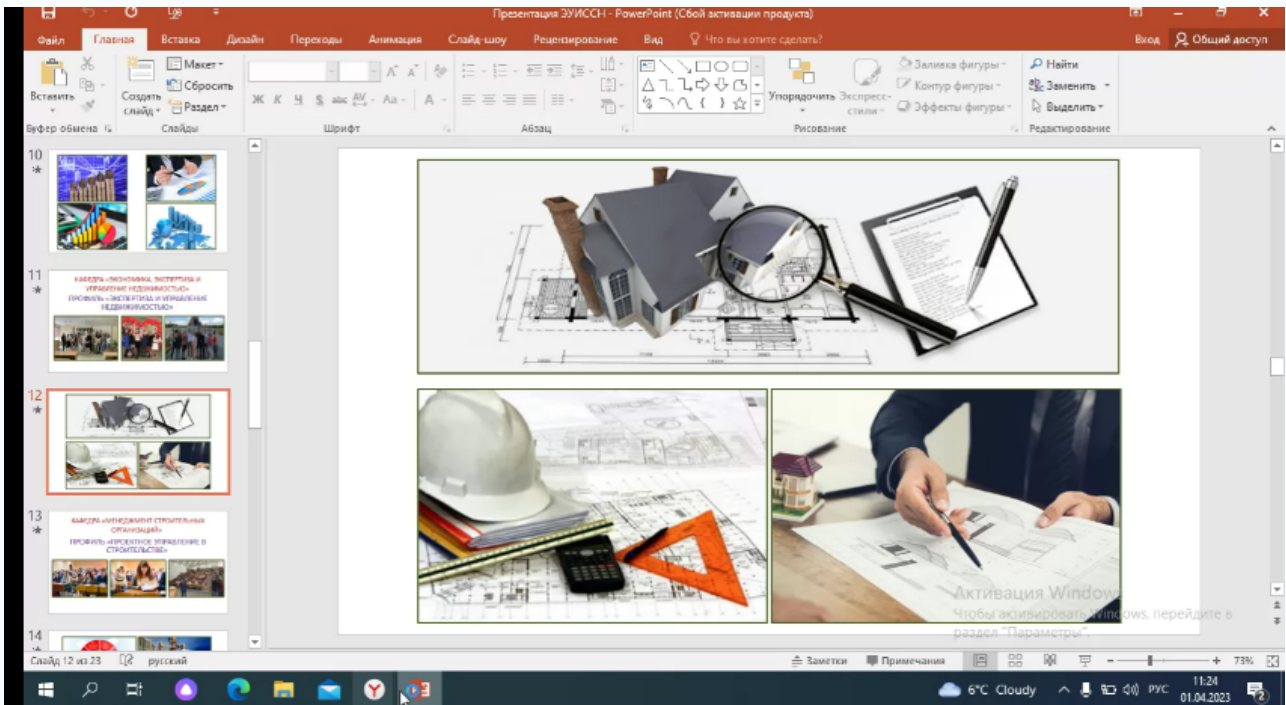 Презентация ЭУИССН - PowerPoint (Сбой активации продукта)
Файл Главная Вставка Дизайн Переходы Анимация Слайд-шоу Рецензирование Вид Что вы хотите сделать? Вход Общий доступ
Вставить
Создать слайд
Макет
Сбросить
Раздел
Ж К Ч S abc AV Aa A
Упорядочить
Экспресс-стили
Заливка фигуры
Контур фигуры
Эффекты фигуры
Найти
Заменить
Выделить
Буфер обмена Слайды Шрифт Абзац Рисование Редактирование
10
11
КАФЕДРА «ЭКОНОМИКА, ЭКСПЕРТИЗА И
УПРАВЛЕНИЕ НЕДВИЖИМОСТЬЮ»
ПРОФИЛЬ «ЭКСПЕРТИЗА И УПРАВЛЕНИЕ
НЕДВИЖИМОСТЬЮ»
12
13
КАФЕДРА «МЕНЕДЖМЕНТ СТРОИТЕЛЬНЫХ
ОРГАНИЗАЦИЙ»
ПРОФИЛЬ «ПРОЕКТНОЕ УПРАВЛЕНИЕ В
СТРОИТЕЛЬСТВЕ»
14
Активация Windows
Чтобы активировать Windows, перейдите в
раздел "Параметры".
Слайд 12 из 23 русский Заметки Примечания 73%
6°C Cloudy РУС 11:24
01.04.2023
2